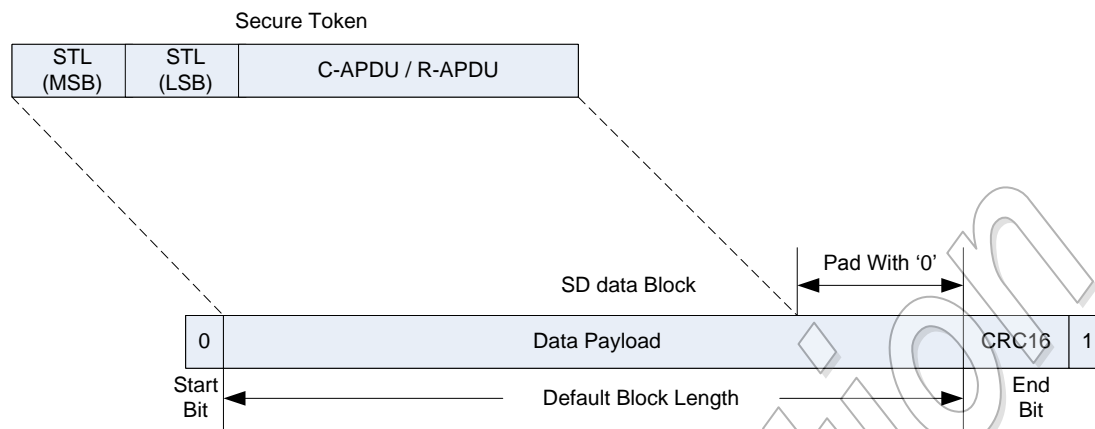 Secure Token
STL
(MSB)
STL
(LSB)
C-APDU / R-APDU
Pad With ‘0’
SD data Block
0
Data Payload
CRC16
1
Start
Bit
Default Block Length
End
Bit